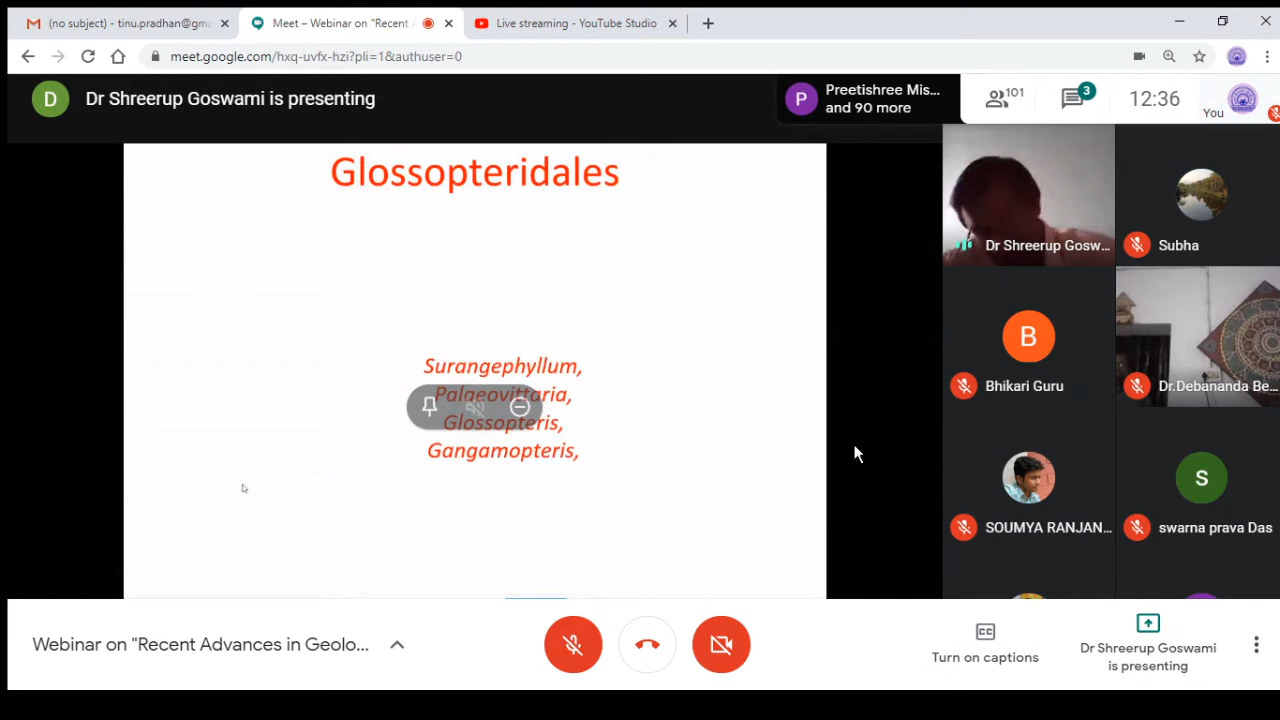 (no subject) - tinu.pradhan@gma
Meet – Webinar on "Recent A
Live streaming - YouTube Studio
meet.google.com/hxq-uvfx-hzi?pli=1&authuser=0
D
Dr Shreerup Goswami is presenting
P
Preetishree Mis...
and 90 more
101
3
12:36
You
Glossopteridales
Surangephyllum,
Palaeovittaria,
Glossopteris,
Gangamopteris,
Dr Shreerup Gosw...
Subha
B
Bhikari Guru
Dr.Debananda Be...
SOUMYA RANJAN...
S
swarna prava Das
Webinar on "Recent Advances in Geolo...
CC
Turn on captions
Dr Shreerup Goswami
is presenting